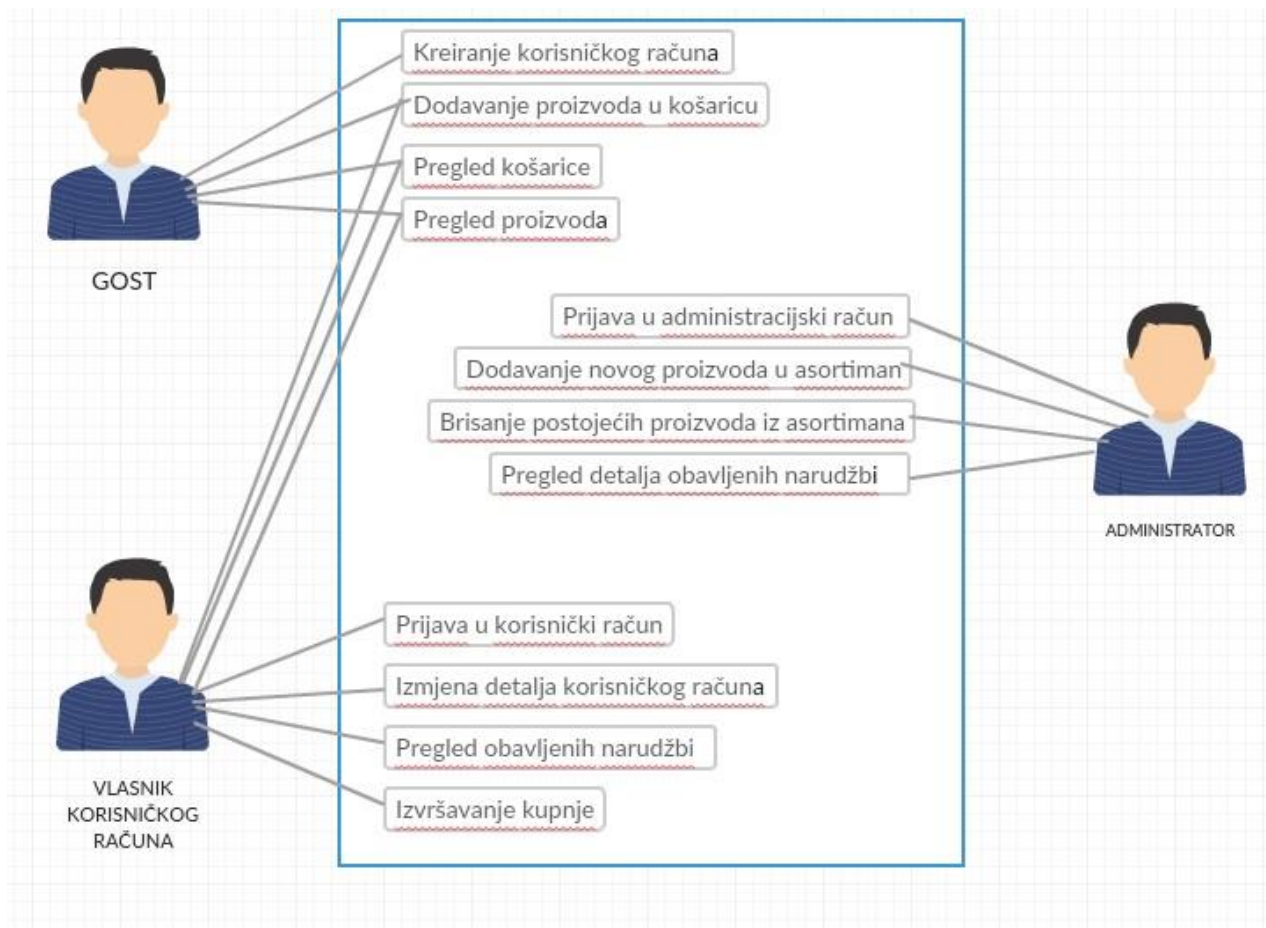 Kreiranje korisničkog računa
Dodavanje proizvoda u košaricu
Pregled košarice
Pregled proizvoda
GOST
Prijava u administracijski račun
Dodavanje novog proizvoda u asortiman
Brisanje postojećih proizvoda iz asortimana
Pregled detalja obavljenih narudžbi
ADMINISTRATOR
Prijava u korisnički račun
Izmjena detalja korisničkog računa
Pregled obavljenih narudžbi
Izvršavanje kupnje
VLASNIK
KORISNIČKOG
RAČUNA